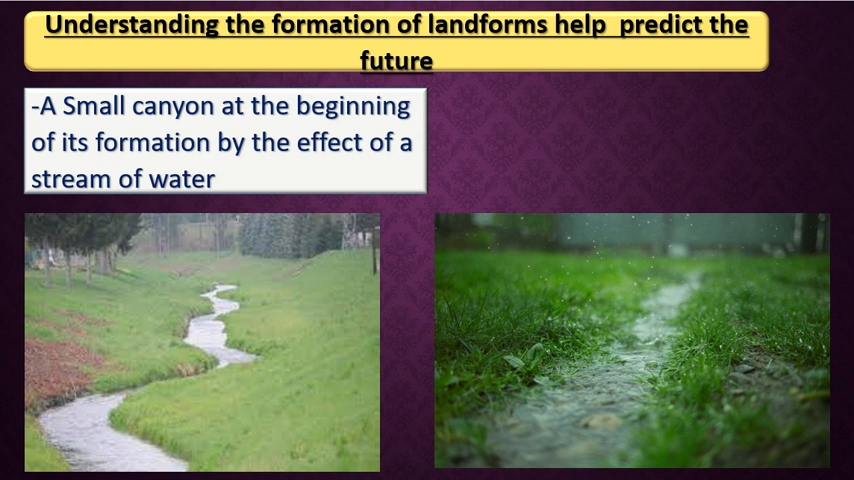 Understanding the formation of landforms help predict the
future
-A Small canyon at the beginning
of its formation by the effect of a
stream of water